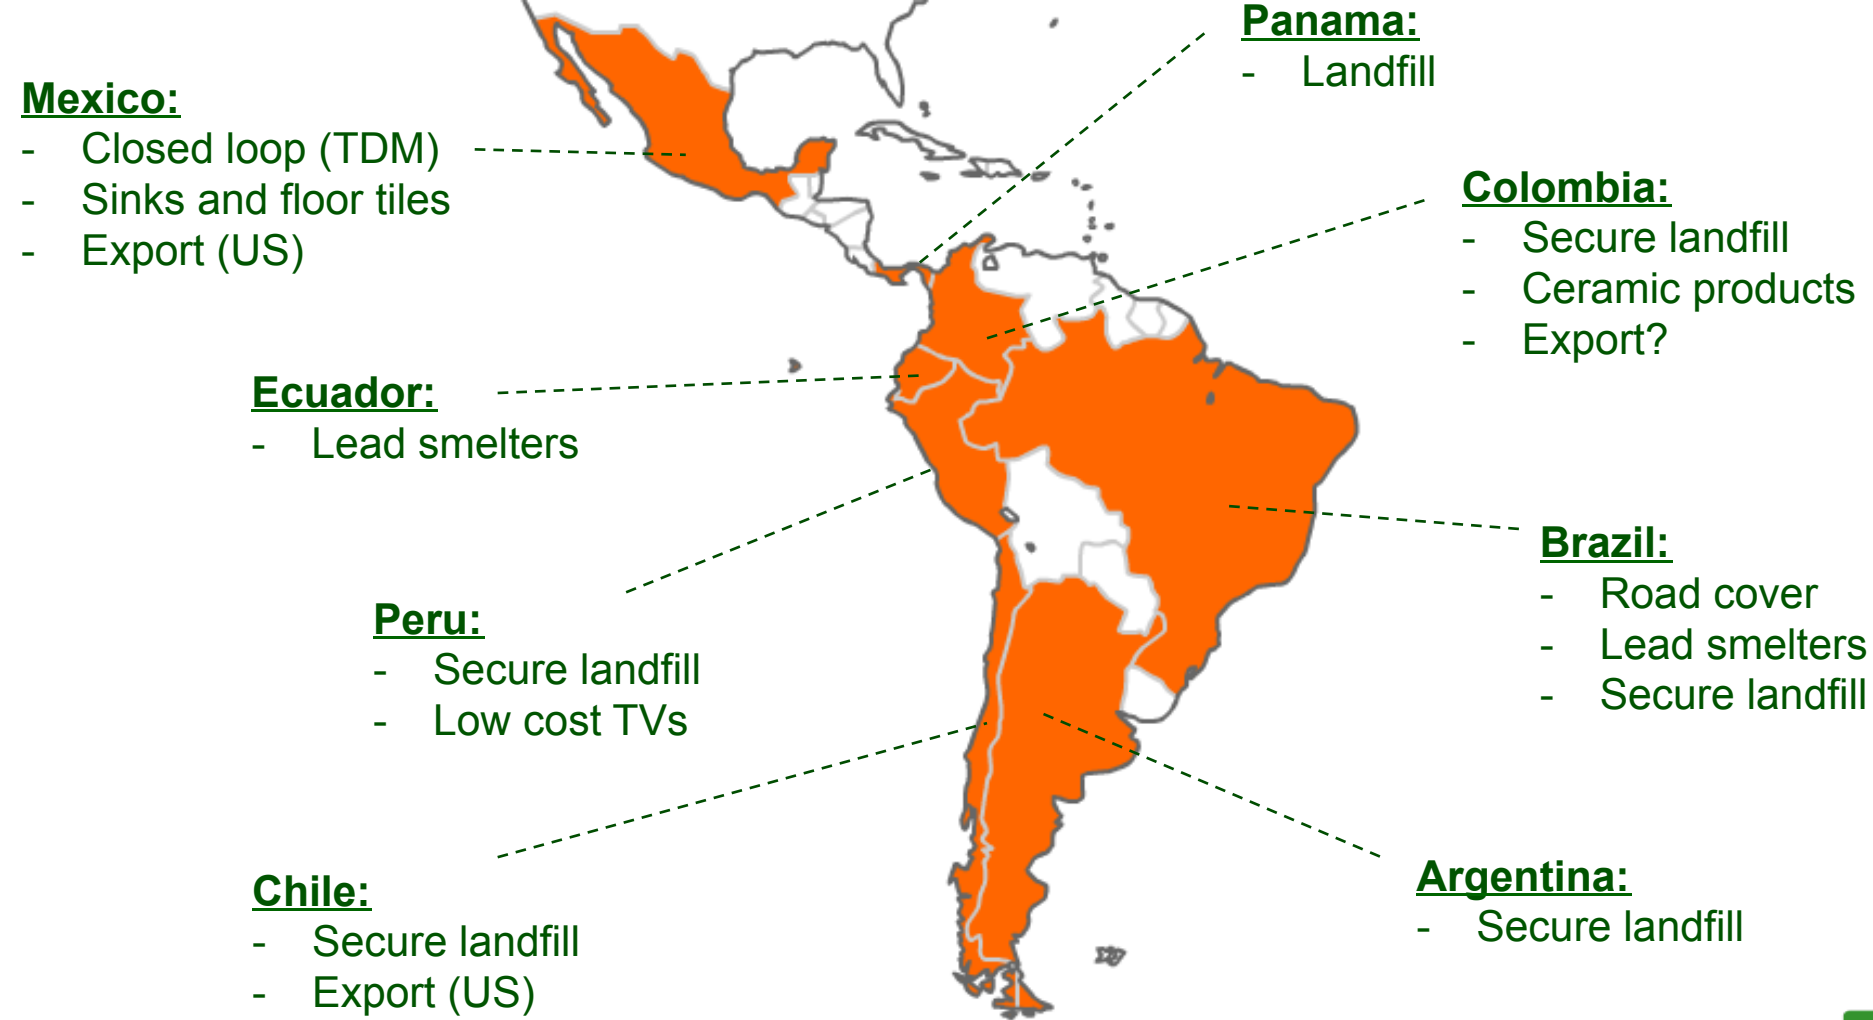 Panama:
- Landfill
Mexico:
- Closed loop (TDM)
- Sinks and floor tiles
- Export (US)
Colombia:
- Secure landfill
- Ceramic products
- Export?
Ecuador:
- Lead smelters
Brazil:
- Road cover
- Lead smelters
- Secure landfill
Peru:
- Secure landfill
- Low cost TVs
Chile:
- Secure landfill
- Export (US)
Argentina:
- Secure landfill